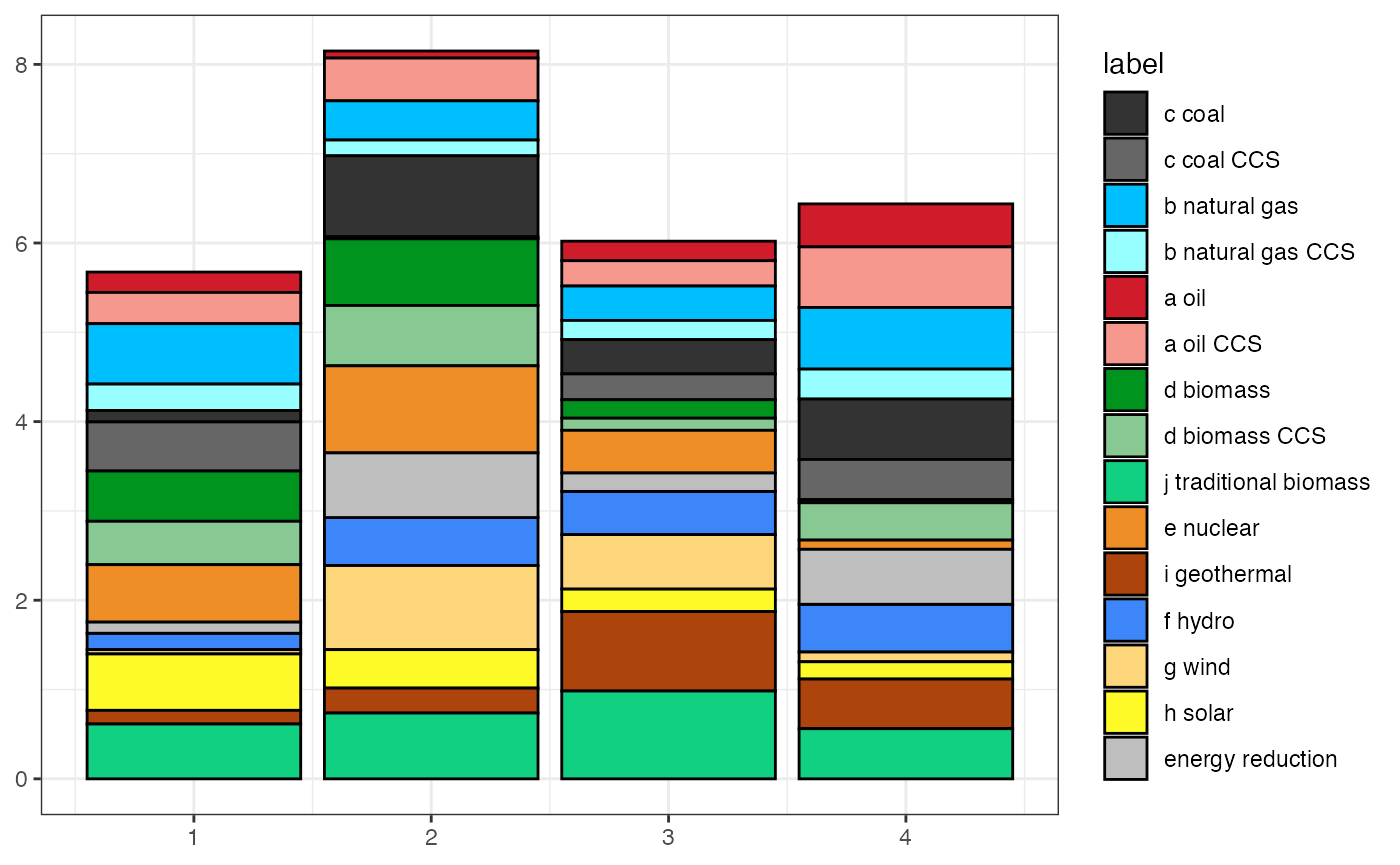 8
6
4
2
0
1
2
3
4
label
c coal
c coal CCS
b natural gas
b natural gas CCS
a oil
a oil CCS
d biomass
d biomass CCS
j traditional biomass
e nuclear
i geothermal
f hydro
g wind
h solar
energy reduction